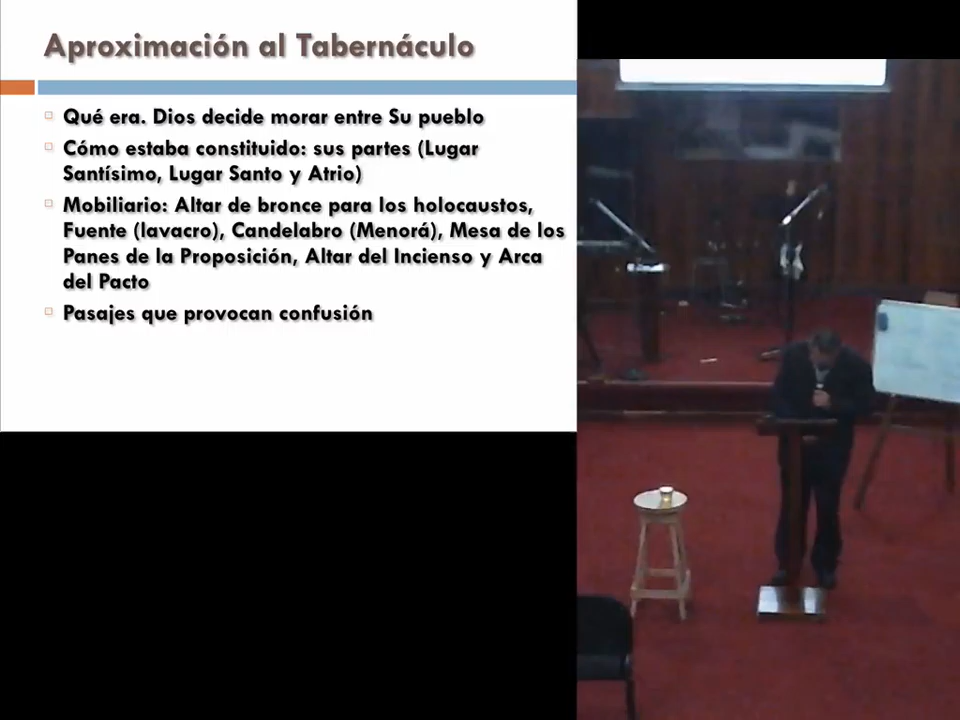 Aproximación al Tabernáculo
Qué era. Dios decide morar entre Su pueblo
Cómo estaba constituido: sus partes (Lugar
Santísimo, Lugar Santo y Atrio)
Mobiliario: Altar de bronce para los holocaustos,
Fuente (lavacro), Candelabro (Menorá), Mesa de los
Panes de la Proposición, Altar del Incienso y Arca
del Pacto
Pasajes que provocan confusión